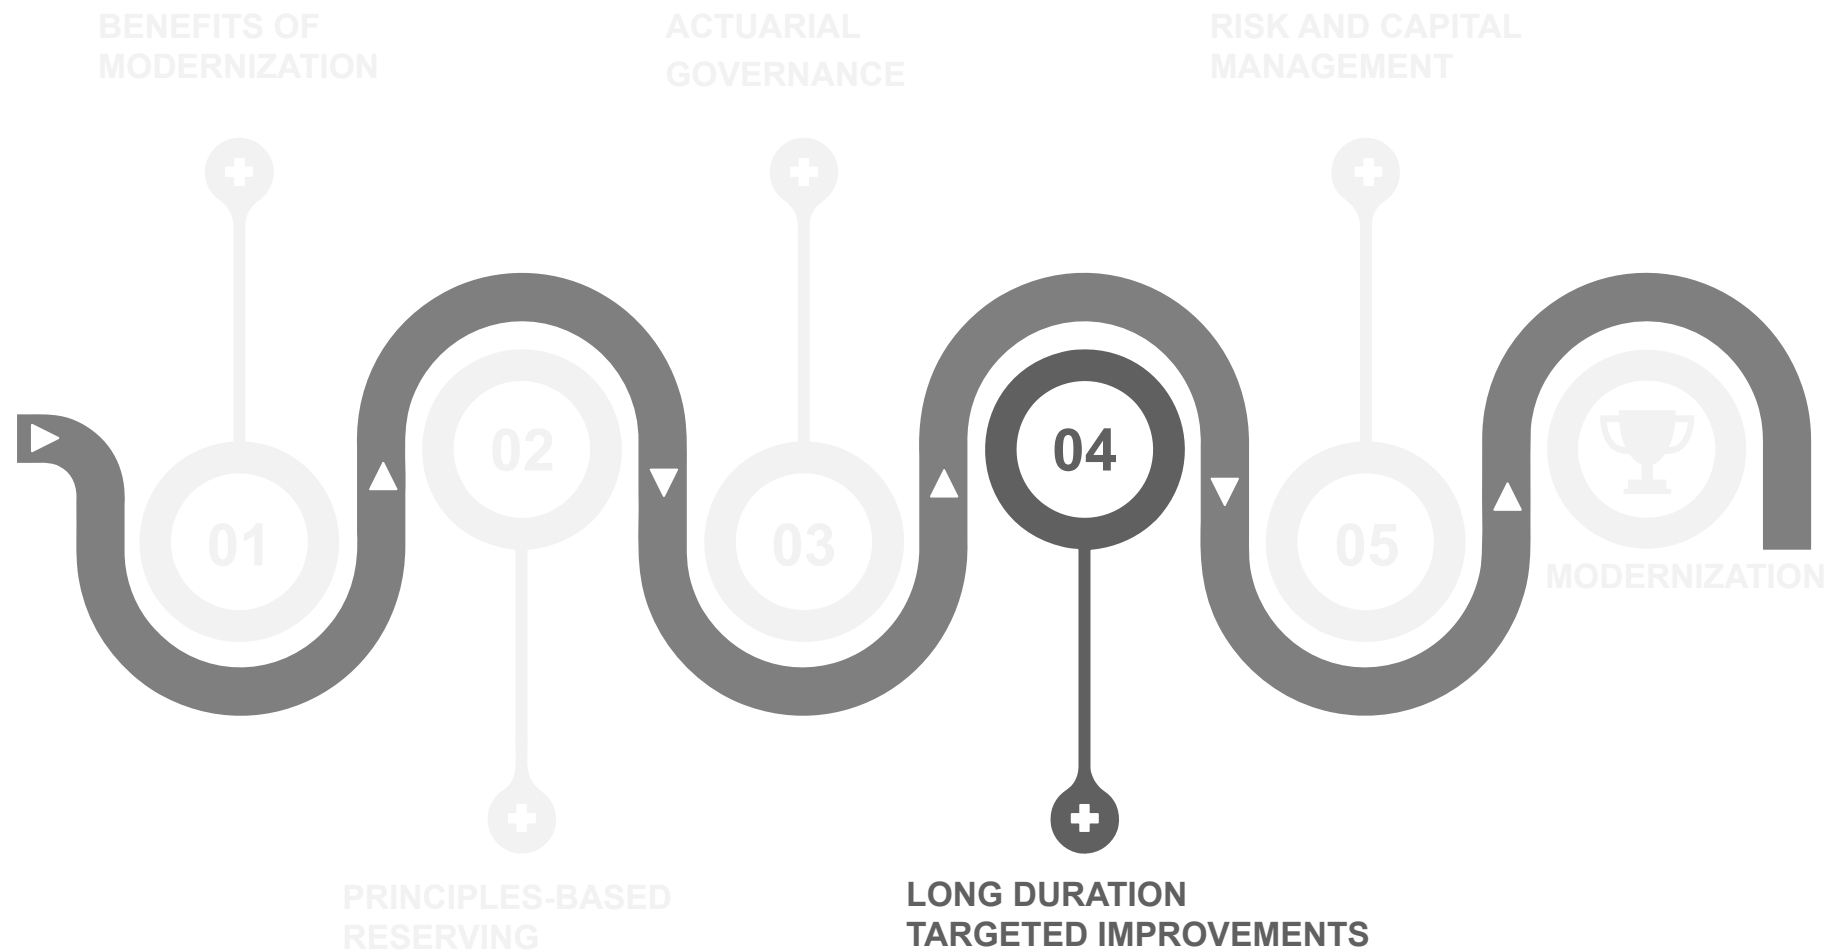 BENEFITS OF
MODERNIZATION
ACTUARIAL
GOVERNANCE
RISK AND CAPITAL
MANAGEMENT
01
02
03
04
05
MODERNIZATION
PRINCIPLES-BASED
RESERVING
LONG DURATION
TARGETED IMPROVEMENTS